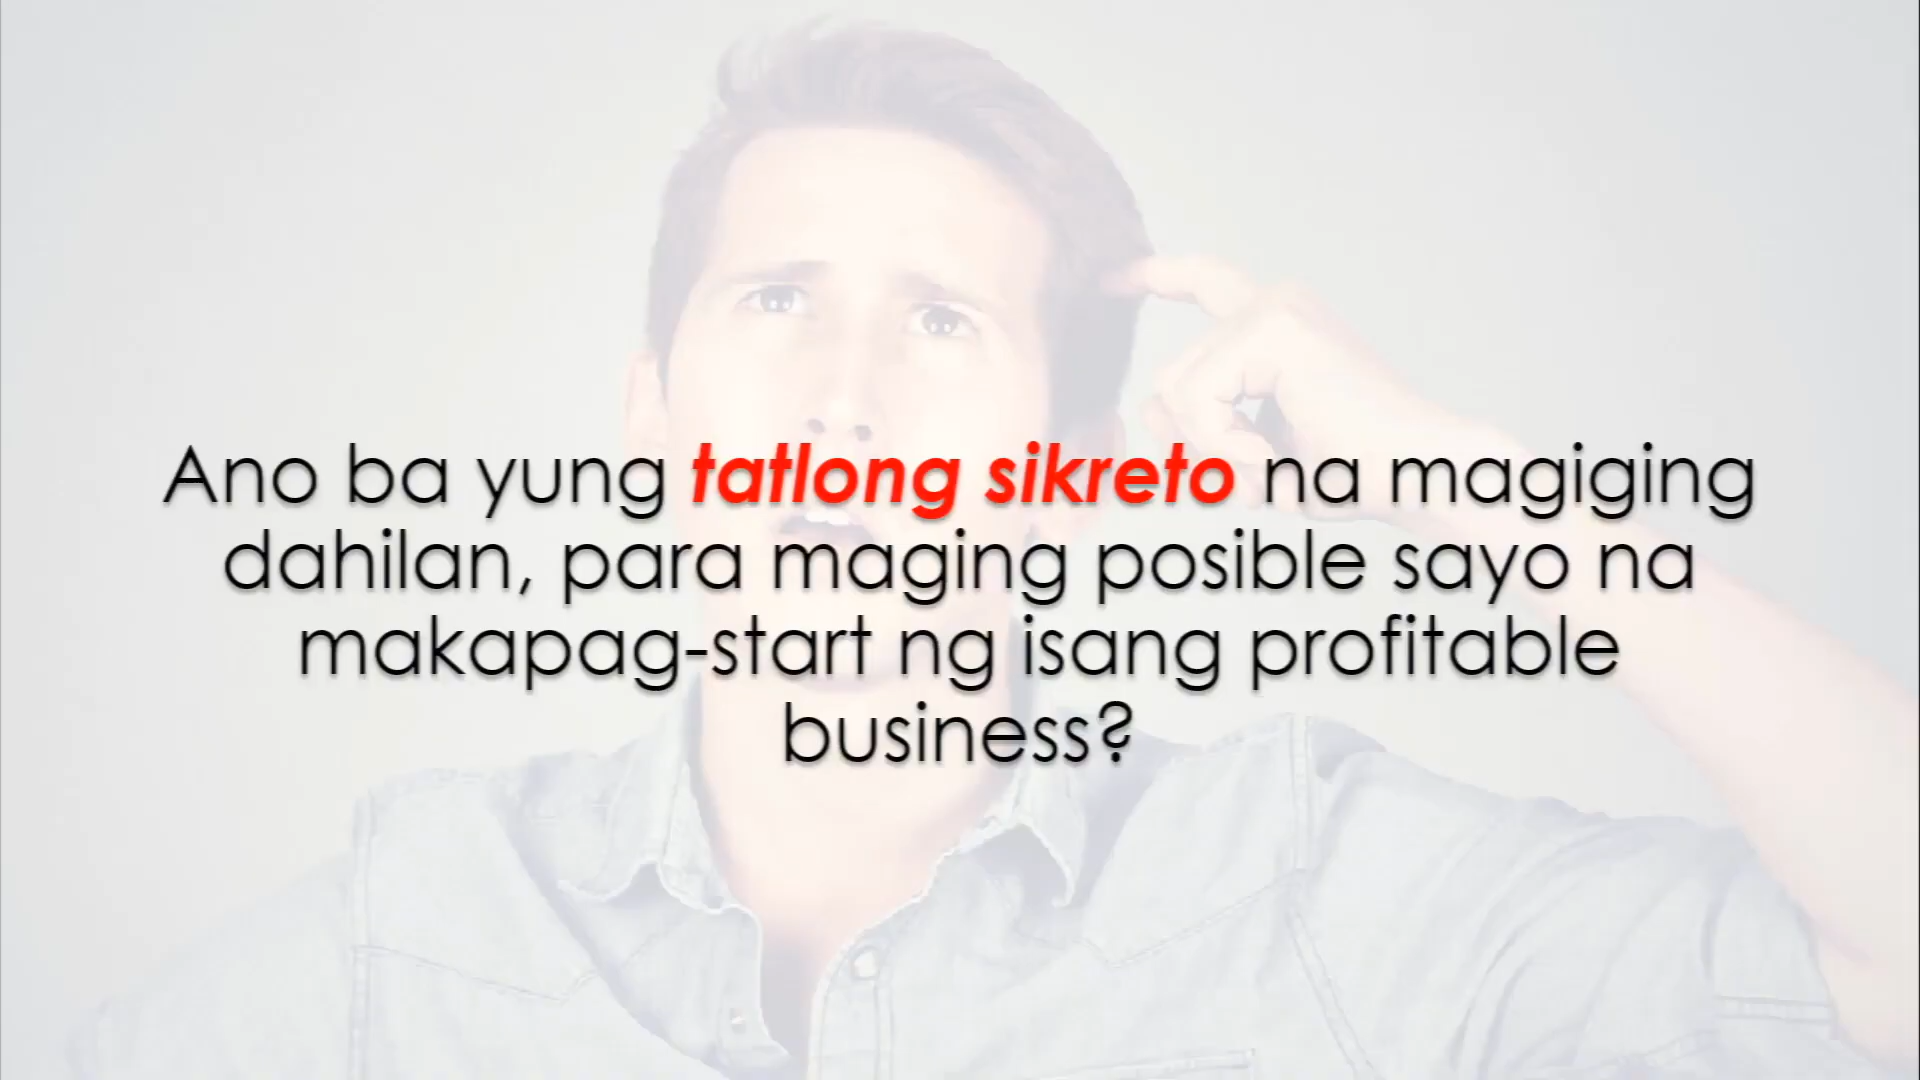 Ano ba yung tatlong sikreto na magiging
dahilan, para maging posible sayo na
makapag-start ng isang profitable
business?